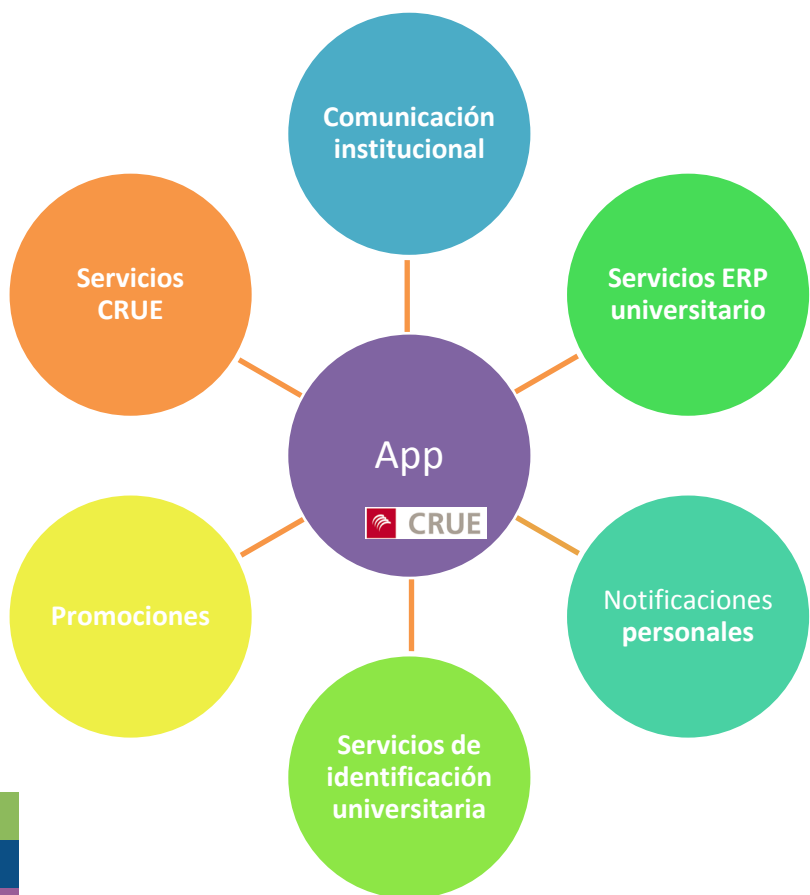 Comunicación
institucional
Servicios
CRUE
Servicios ERP
universitario
App
CRUE
Promociones
Notificaciones
personales
Servicios de
identificación
universitaria